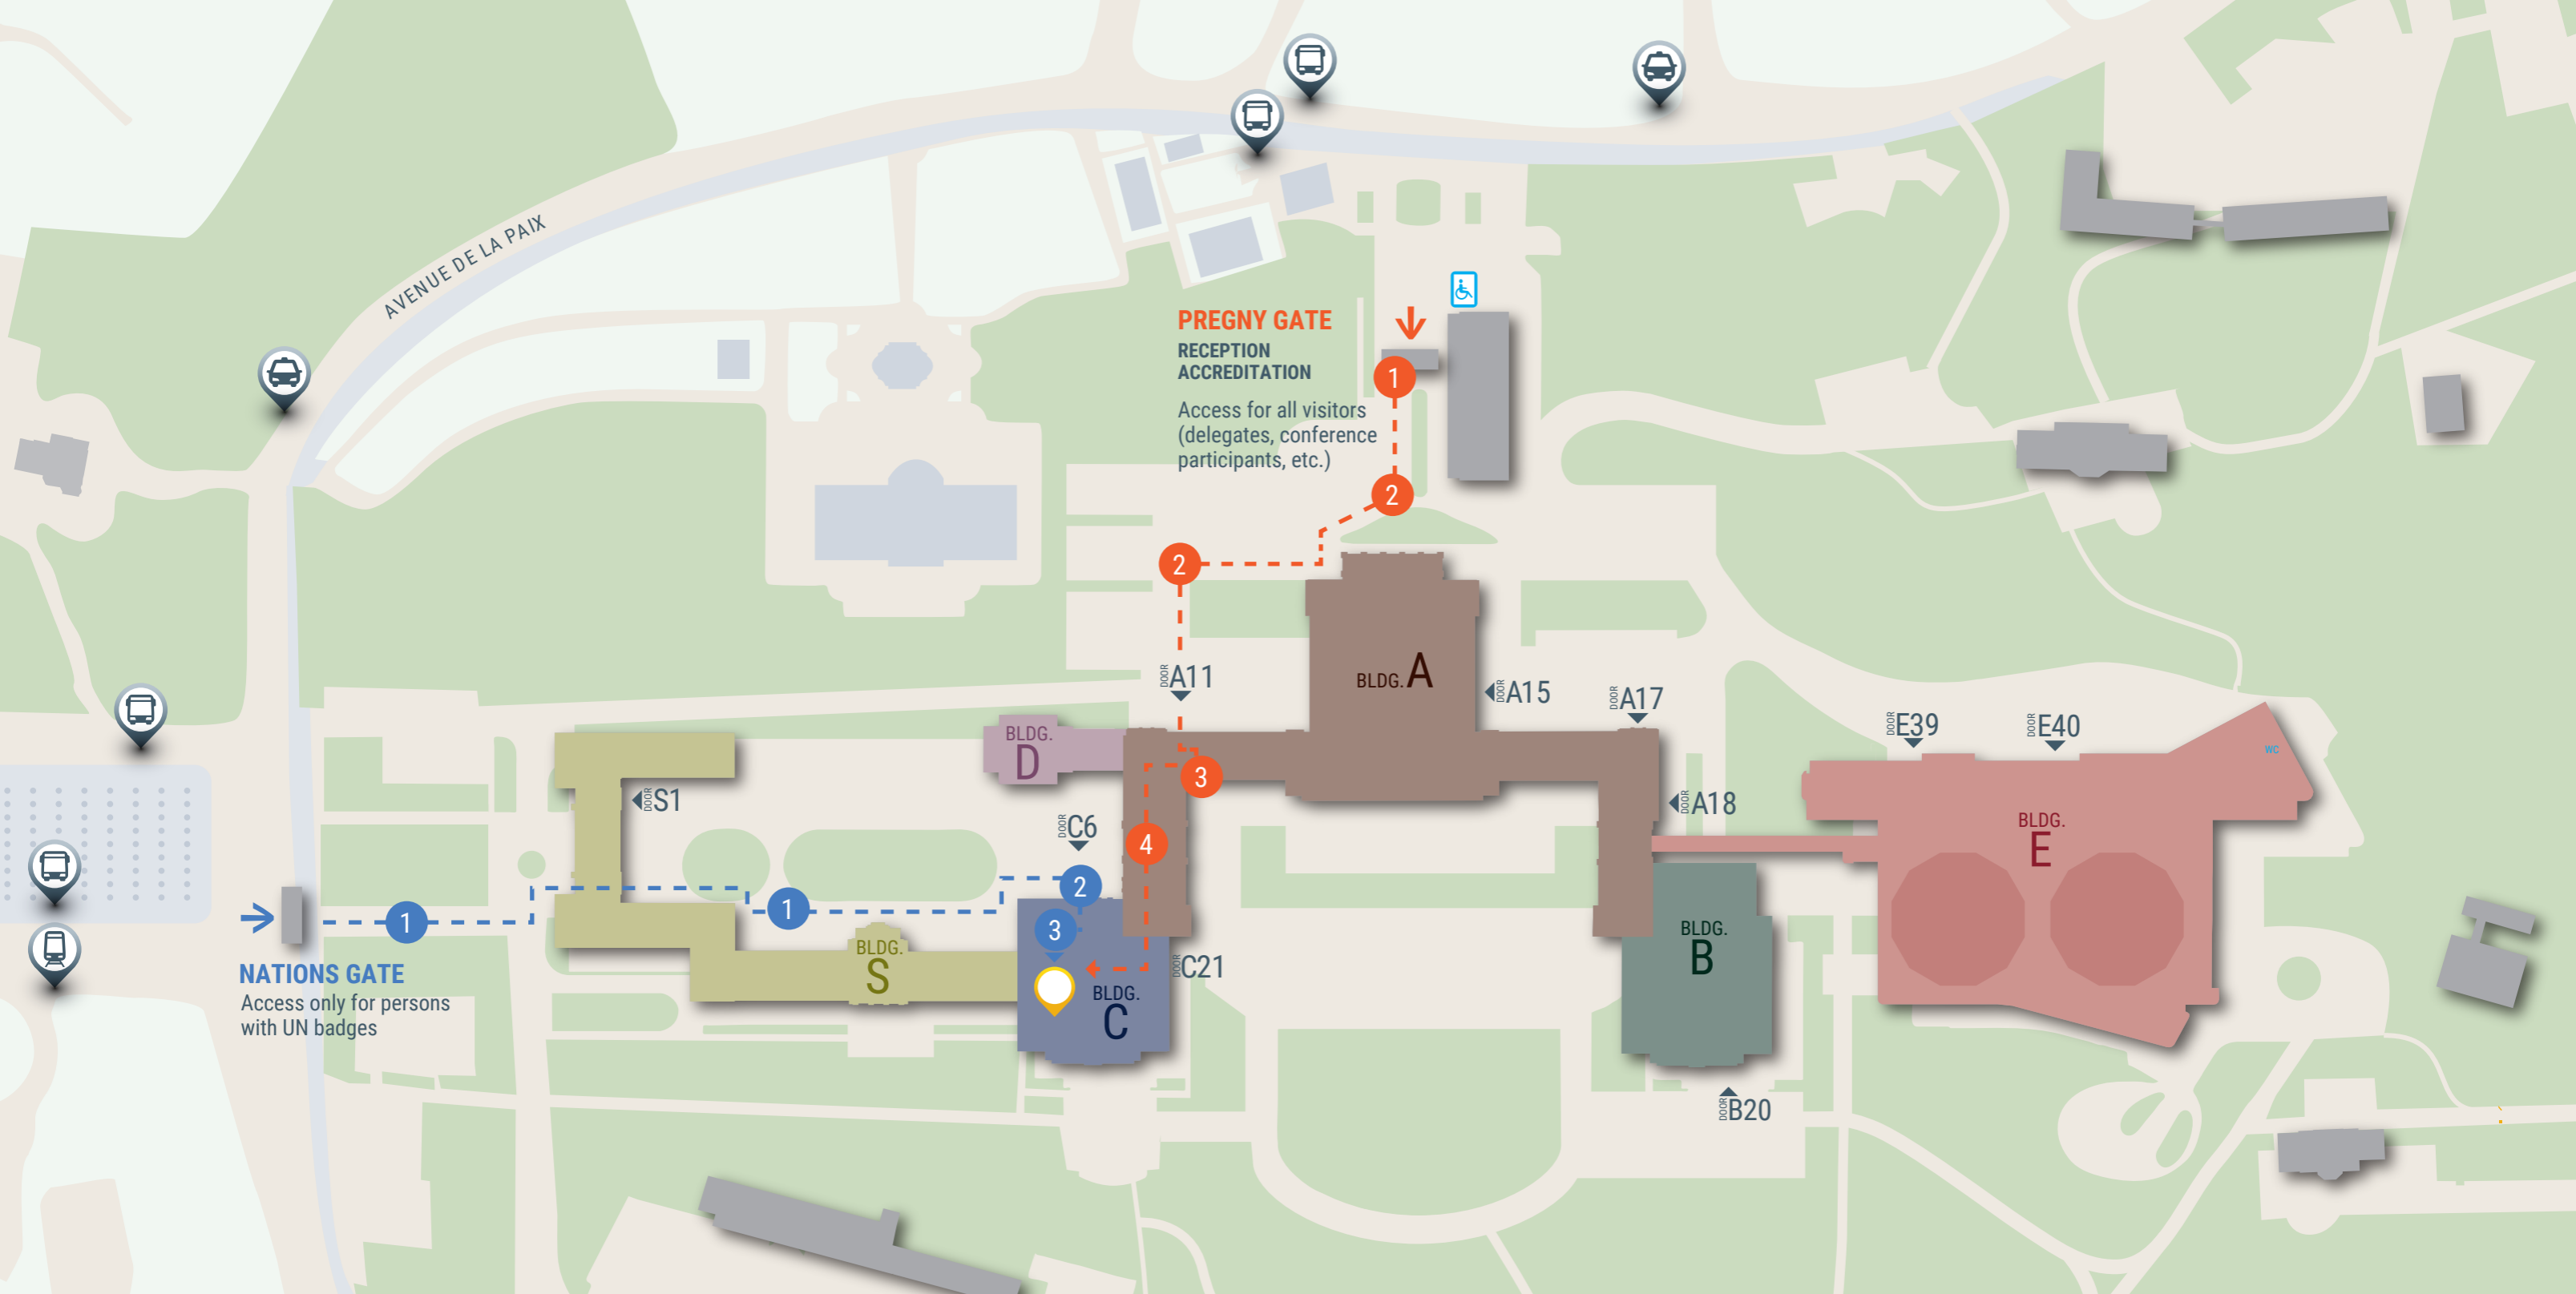 AVENUE DE LA PAIX
PREGNY GATE
RECEPTION
ACCREDITATION
Access for all visitors
(delegates, conference
participants, etc.)
1
2
2
3
4
DOOR A11
BLDG. A
DOOR A15
DOOR A17
DOOR A18
DOOR E39
DOOR E40
WC
BLDG.
E
BLDG.
D
DOOR S1
DOOR C6
1
1
2
3
NATIONS GATE
Access only for persons
with UN badges
BLDG.
S
BLDG.
C
DOOR C21
BLDG.
B
DOOR B20